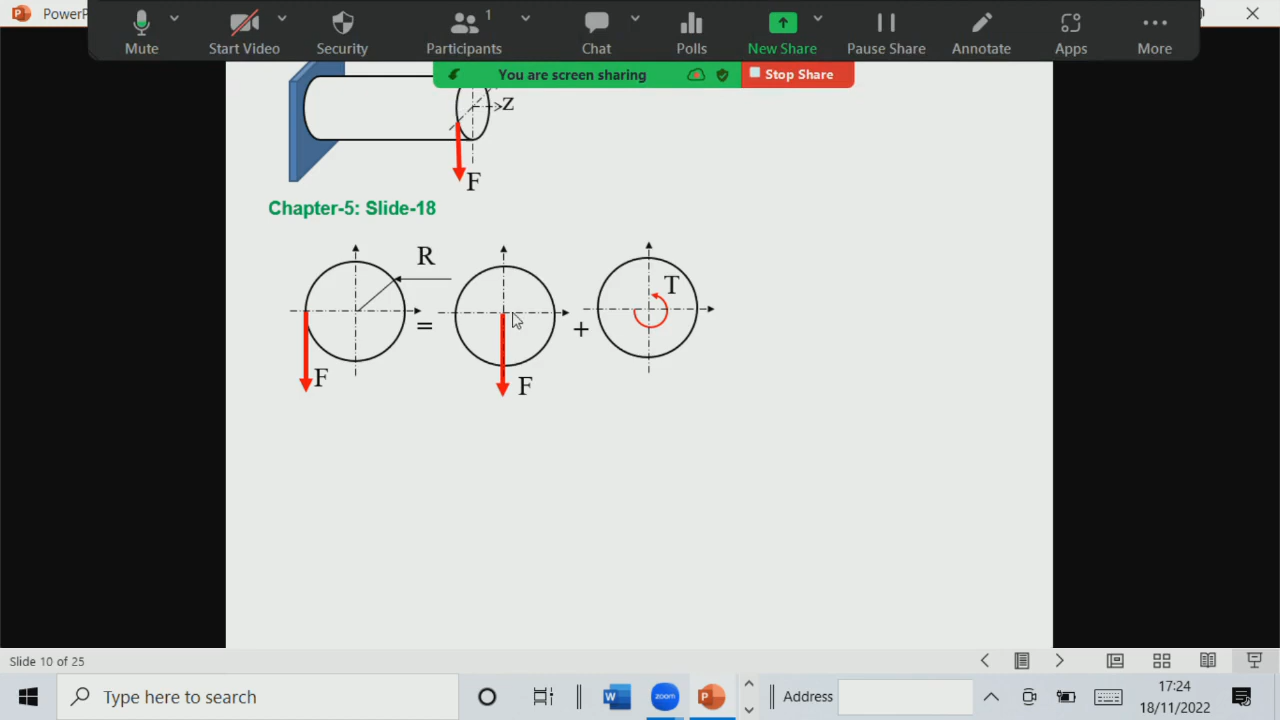 PowerP
Mute
Start Video
Security
Participants
1
Chat
Polls
New Share
Pause Share
Annotate
Apps
More
You are screen sharing
Stop Share
Z
F
Chapter-5: Slide-18
R
T
=
+
F
F
Slide 10 of 25
Type here to search
W
zoom
P
Address
17:24
18/11/2022